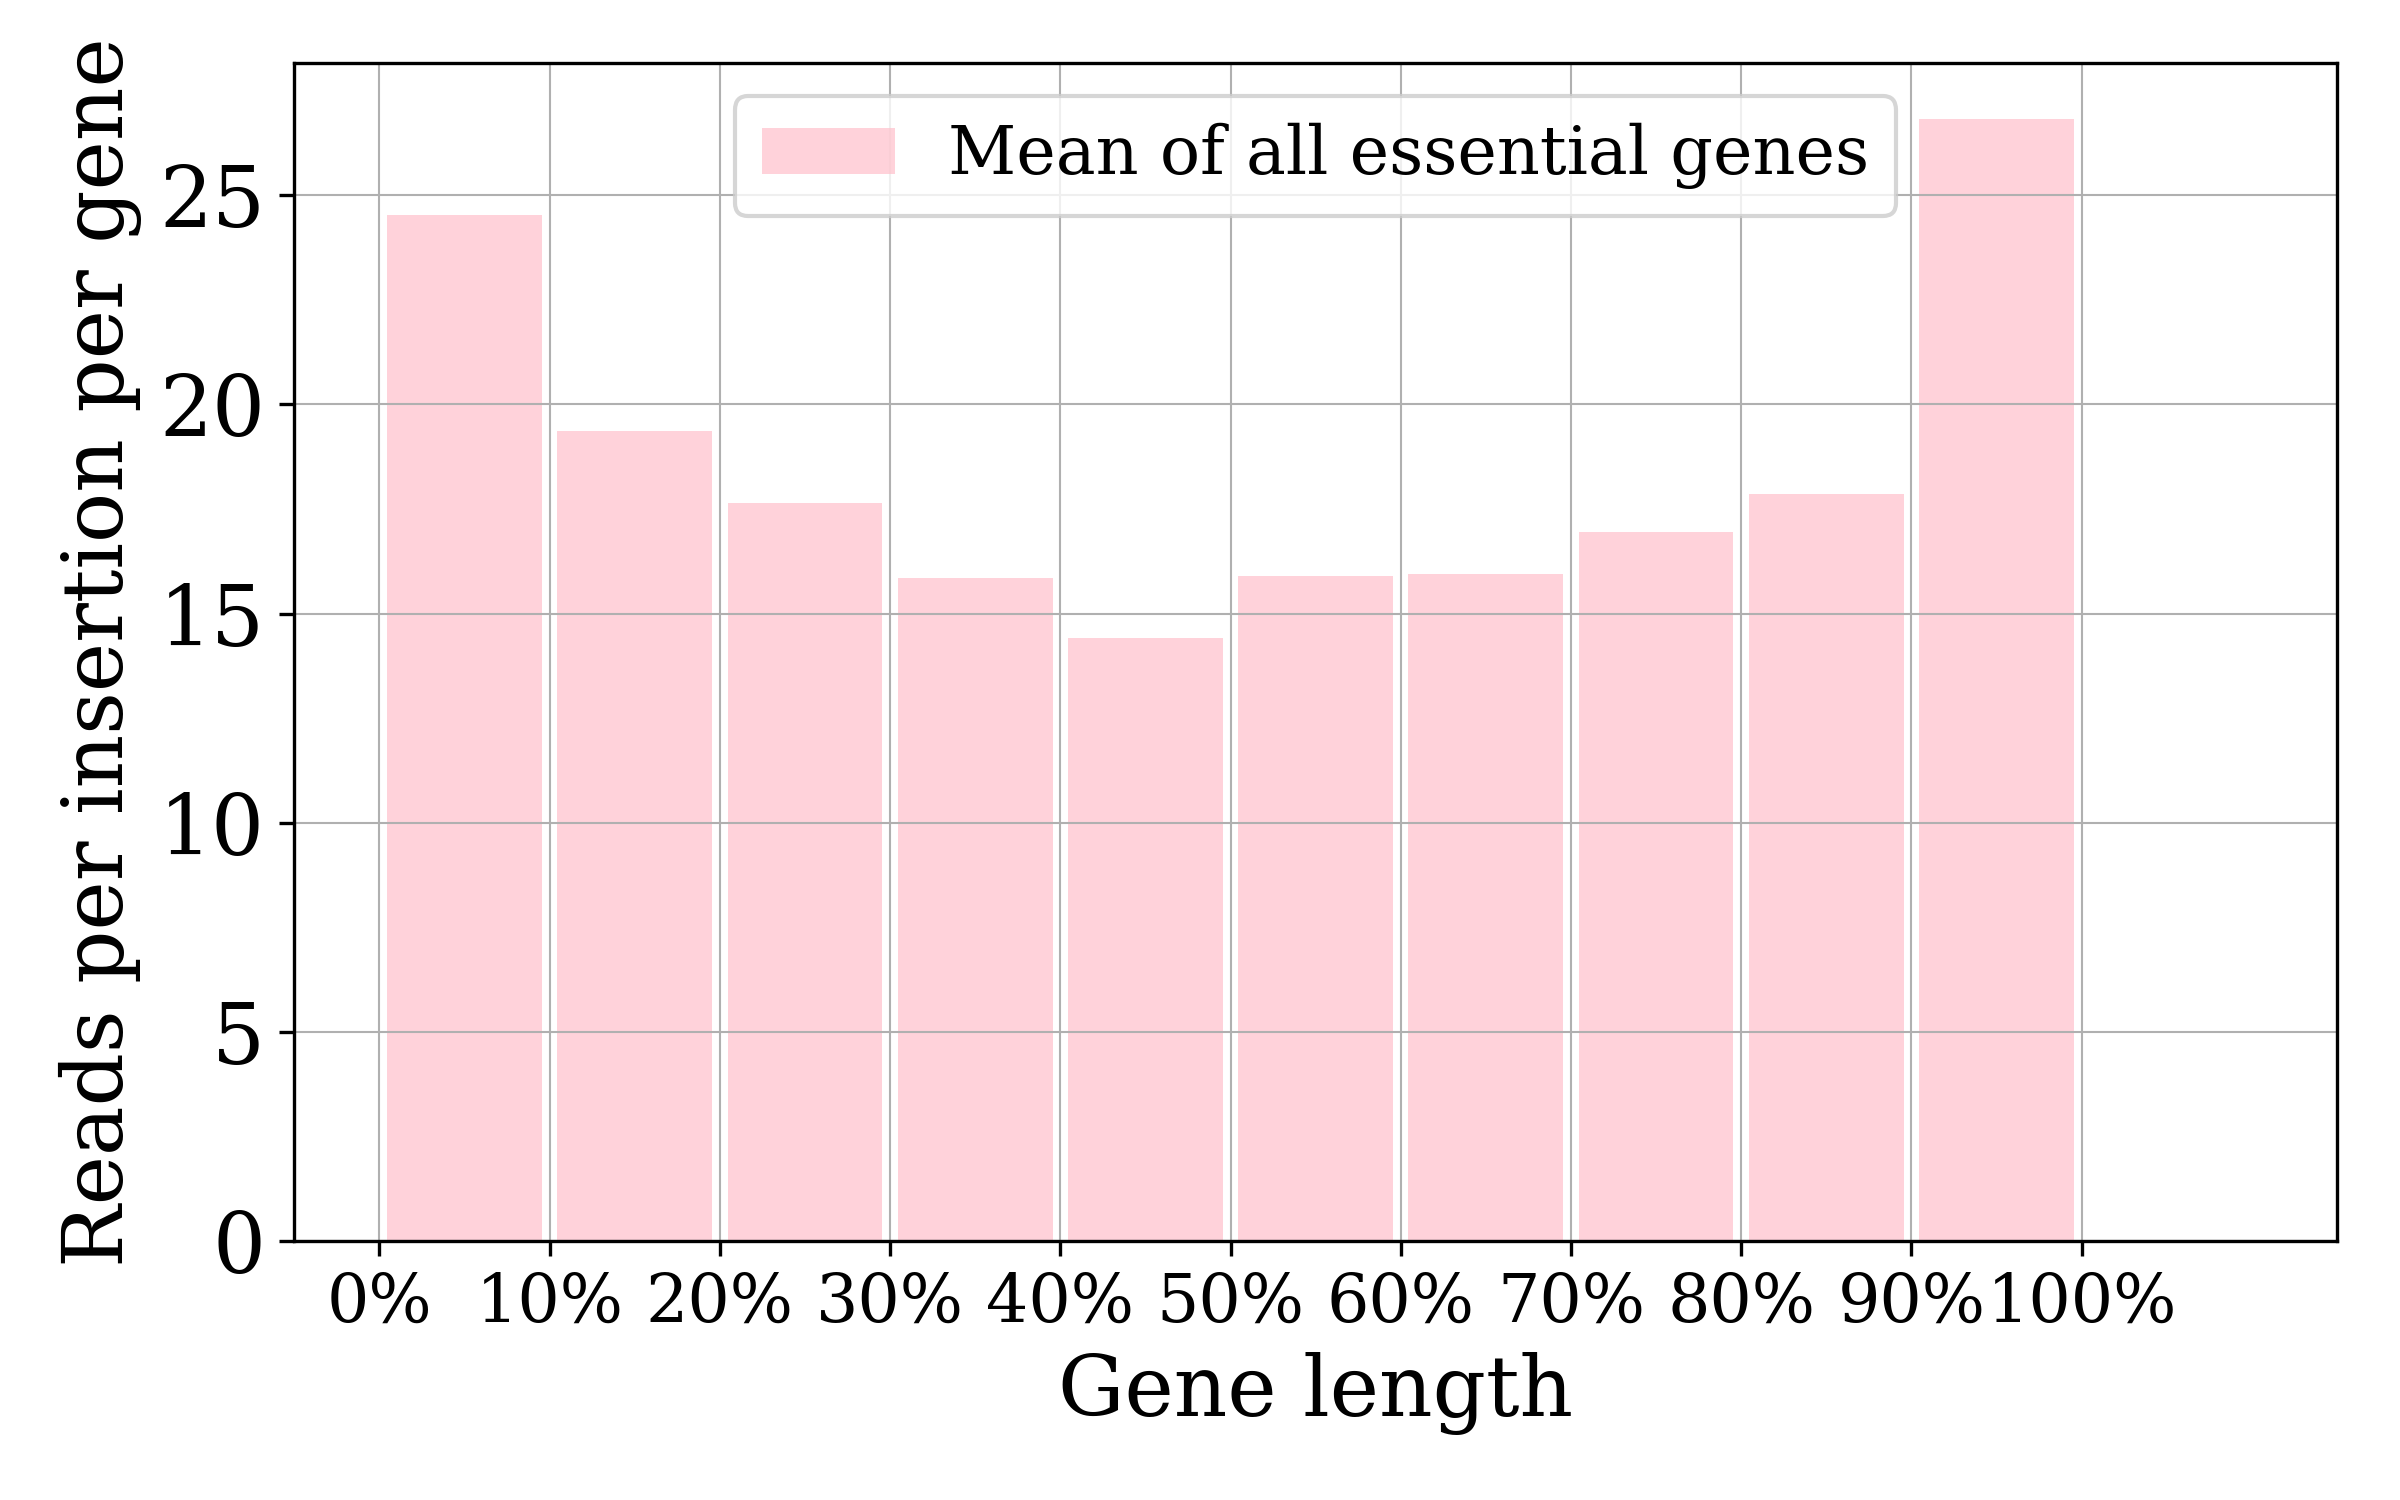 Reads per insertion per gene
25
20
15
10
5
0
Mean of all essential genes
0% 10% 20% 30% 40% 50% 60% 70% 80% 90% 100%
Gene length